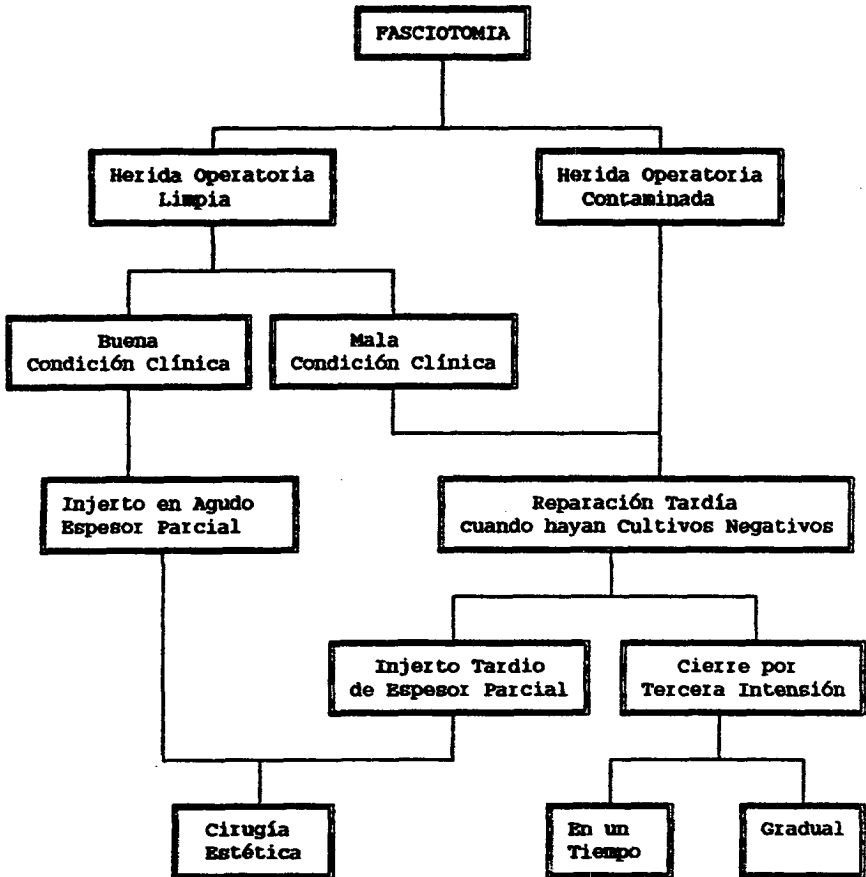 FASCIOTOMIA
Herida Operatoria
Limpia
Herida Operatoria
Contaminada
Buena
Condición Clínica
Mala
Condición Clínica
Injerto en Agudo
Espesor Parcial
Reparación Tardía
cuando hayan Cultivos Negativos
Injerto Tardio
de Espesor Parcial
Cierre por
Tercera Intensión
Cirugía
Estética
En un
Tiempo
Gradual